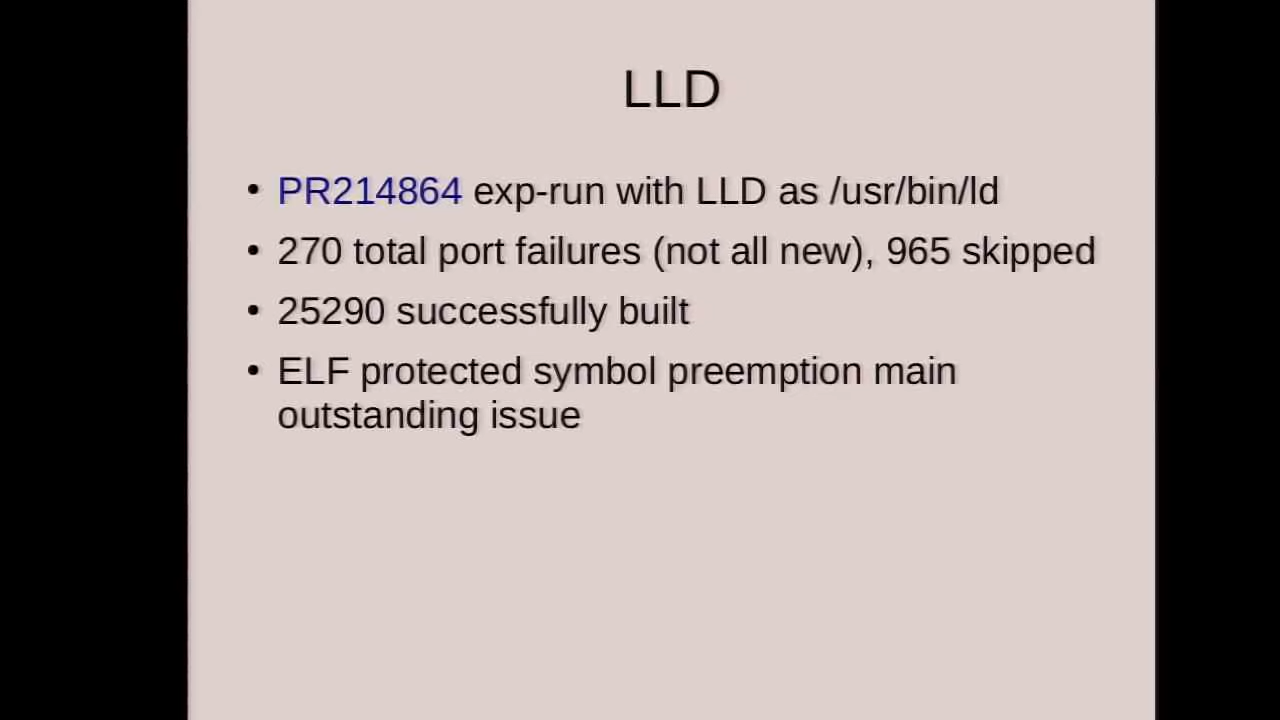 LLD
• PR214864 exp-run with LLD as /usr/bin/ld
• 270 total port failures (not all new), 965 skipped
• 25290 successfully built
• ELF protected symbol preemption main
outstanding issue